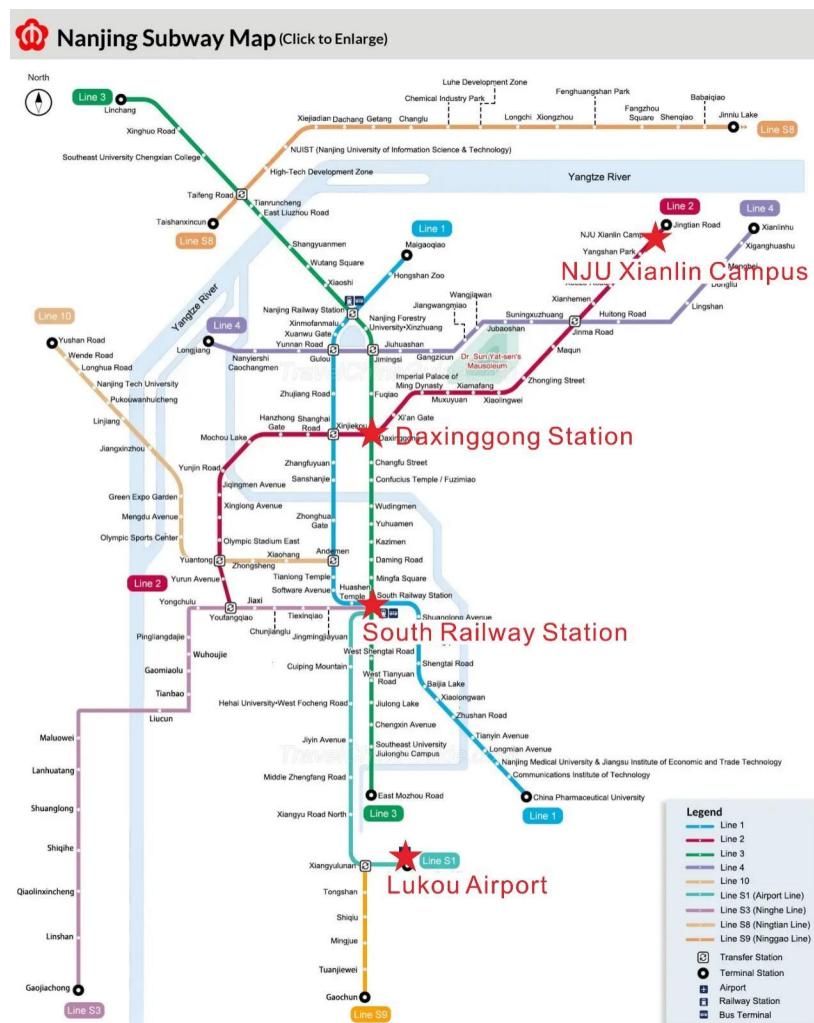 Nanjing Subway Map (Click to Enlarge)
North
Line 3
Linchang
Xinghuo Road
Southeast University Chengxian College
Taifeng Road
Tianruncheng
East Liuzhou Road
Taishanxincun
Line S8
Shangyuanmen
Wutang Square
Xiaoshi
Luhe Development Zone
Chemical Industry Park
Fenghuangshan Park
Babaiqiao
Xiejiadian
Dachang
Getang
Changlu
Longchi
Xiongzhou
Fangzhou
Square
Shenqiao
Jinniu Lake
Line S8
NUIST (Nanjing University of Information Science & Technology)
High-Tech Development Zone
Yangtze River
Line 1
Maigaoqiao
Hongshan Zoo
Line 2
Jingtian Road
NJU Xianlin Camp
Yangshan Park
NJU Xianlin Campus
Line 4
Xianlinhu
Xiganghuashu
Lingshan
Huitong Road
Xianhemen
Jinma Road
Maqun
Zhongling Street
Wangjiawan
Jiangwangmiao
Suningxuzhuang
Jubaoshan
Dr. Sun Yat-sen's
Mausoleum
Yangtze River
Nanjing Railway Station
Xinmofanmalu
Xuanwu Gate
Nanjing Forestry
University•Xinzhuang
Line 4
Longjiang
Nanyiershi
Caochangmen
Yunnan Road
Gulou
Jimingsi
Jiuhuashan
Gangzicun
Imperial Palace of
Ming Dynasty
Muxuyuan
Xiamafang
Xiaolingwei
Line 10
Yushan Road
Wende Road
Longhua Road
Nanjing Tech University
Pukouwanhuicheng
Linjiang
Jiangxinzhou
Green Expo Garden
Mengdu Avenue
Olympic Sports Center
Zhujiang Road
Fuqiao
Xi'an Gate
Hanzhong
Gate
Shanghai
Road
Xinjiekou
Daxinggong
Daxinggong Station
Mochou Lake
Yunjin Road
Jiqingmen Avenue
Xinglong Avenue
Olympic Stadium East
Zhangfuyuan
Sanshanjie
Zhonghua
Gate
Changfu Street
Confucius Temple / Fuzimiao
Wudingmen
Yuhuamen
Kazimen
Daming Road
Mingfa Square
Yuantong
Zhongsheng
Xiaohang
Andemen
Line 2
Yurun Avenue
Tianlong Temple
Software Avenue
Huashen
Temple
South Railway Station
South Railway Station
Shuanglong Avenue
Yongchulu
Jiaxi
Youfangqiao
Tiexinqiao
Chunjianglu
Jingmingjiayuan
Pingliangdajie
Wuhoujie
Gaomiaolu
Tianbao
Liucun
Maluowei
Lanhuatang
Shuanglong
Shiqihe
Qiaolinxincheng
Linshan
Gaojiachong
Line S3
West Shengtai Road
Cuiping Mountain
West Tianyuan
Road
Shengtai Road
Baijia Lake
Xiaolongwan
Zhushan Road
Tianyin Avenue
Longmian Avenue
Nanjing Medical University & Jiangsu Institute of Economic and Trade Technology
Communications Institute of Technology
China Pharmaceutical University
Line 1
Hehai University•West Focheng Road
Jiulong Lake
Chengxin Avenue
Jiyin Avenue
Southeast University
Jiulonghu Campus
Middle Zhengfang Road
East Mozhou Road
Line 3
Xiangyu Road North
Line S1
Xiangyulunan
Lukou Airport
Tongshan
Shiqiu
Mingjue
Tuanjiewei
Gaochun
Line S9
Legend
Line 1
Line 2
Line 3
Line 4
Line 10
Line S1 (Airport Line)
Line S3 (Ninghe Line)
Line S8 (Ningtian Line)
Line S9 (Ninggao Line)
Transfer Station
Terminal Station
Airport
Railway Station
Bus Terminal